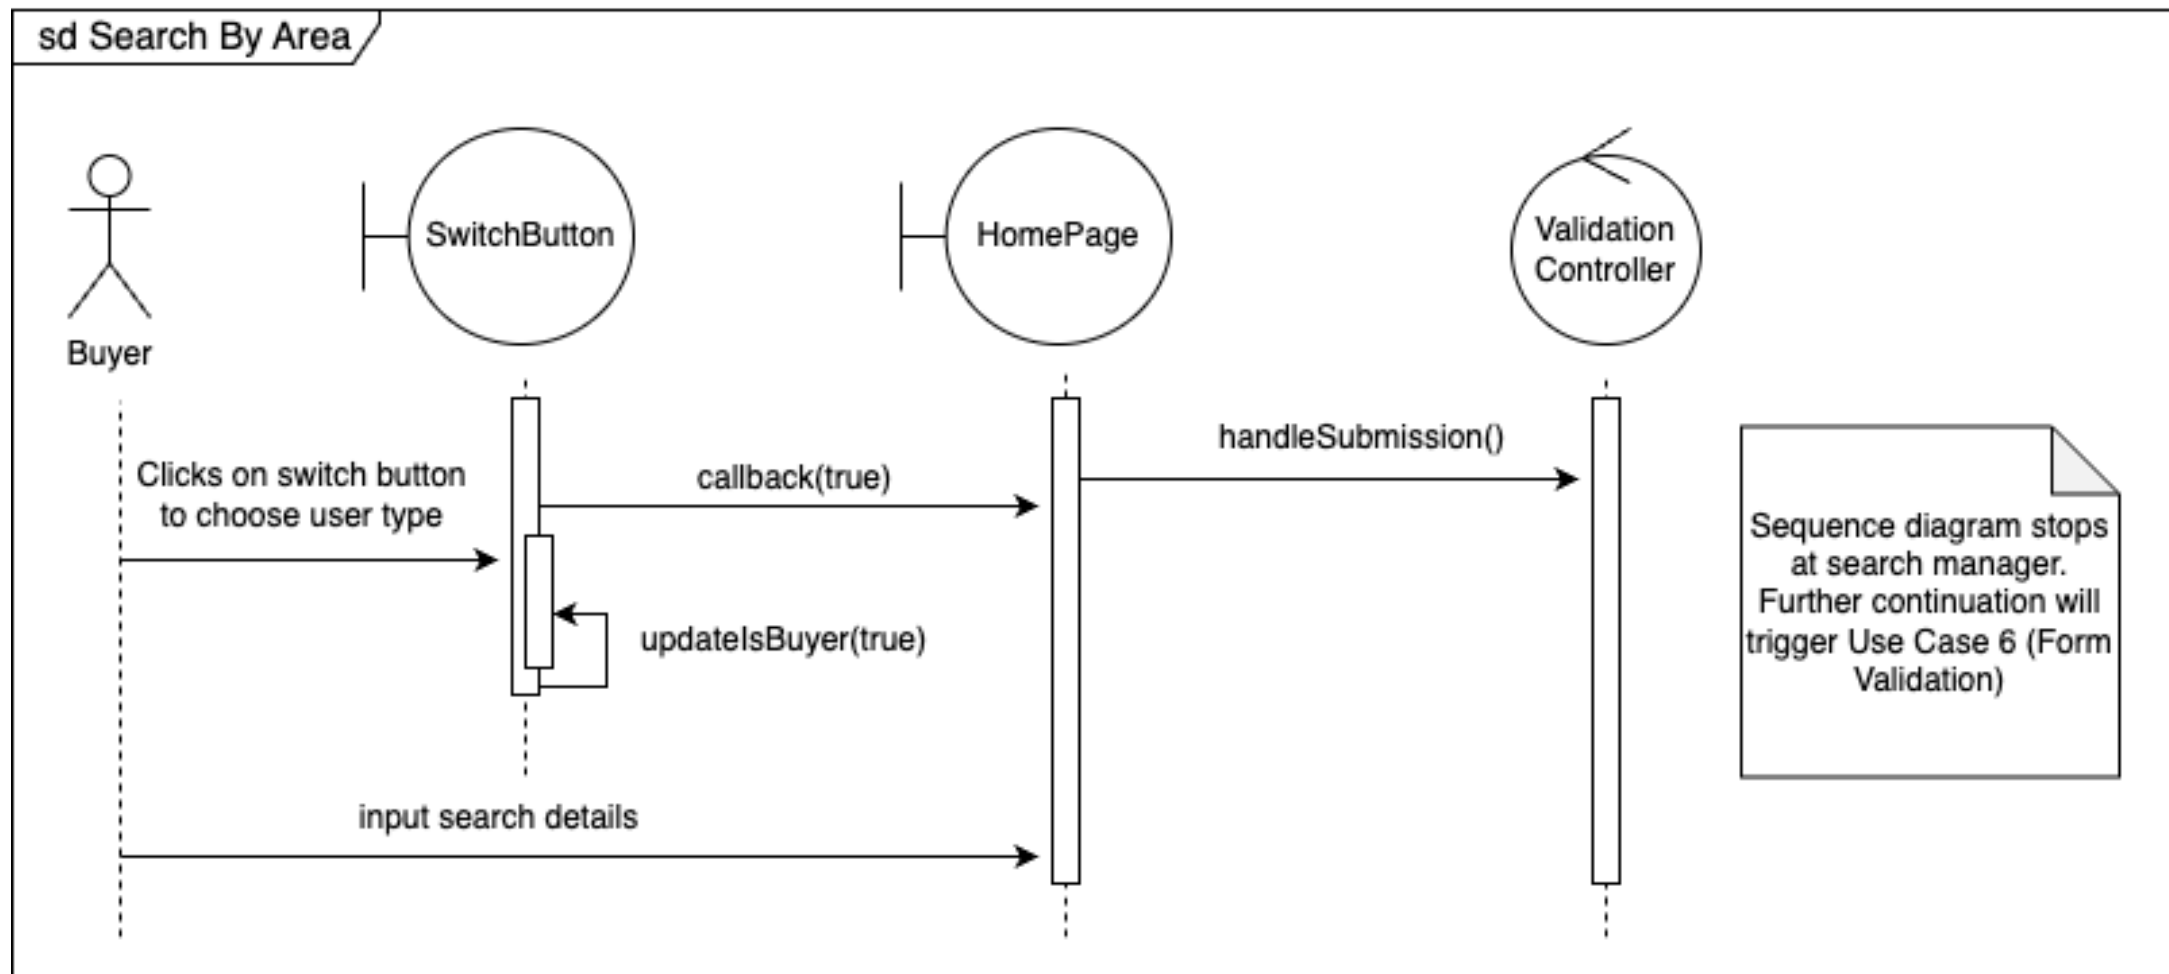 sd Search By Area
SwitchButton
HomePage
Validation
Controller
Buyer
Clicks on switch button
to choose user type
callback(true)
handleSubmission()
updateIsBuyer(true)
input search details
Sequence diagram stops
at search manager.
Further continuation will
trigger Use Case 6 (Form
Validation)